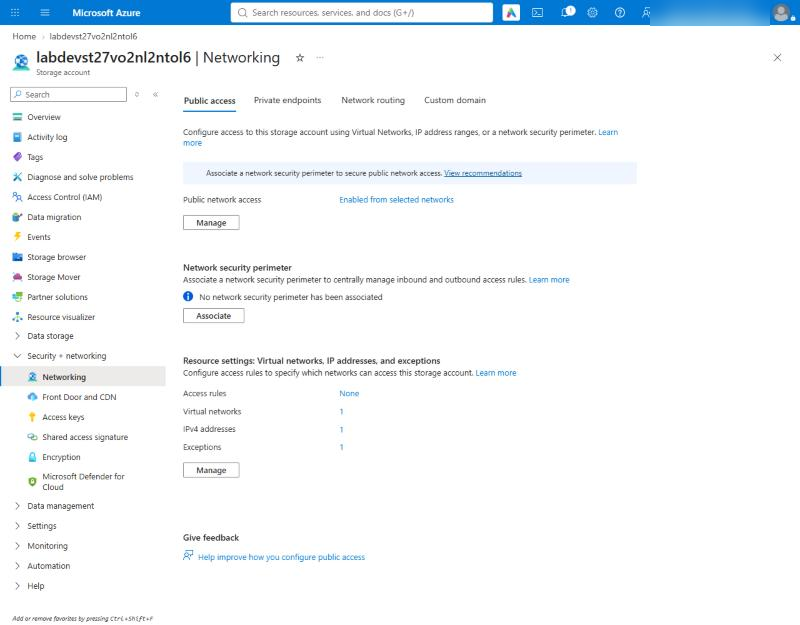 Microsoft Azure
Search resources, services, and docs (G+/)
1
Home > labdevst27vo2nl2ntol6
labdevst27vo2nl2ntol6 | Networking
Storage account
Search
Overview
Activity log
Tags
Diagnose and solve problems
Access Control (IAM)
Data migration
Events
Storage browser
Storage Mover
Partner solutions
Resource visualizer
Data storage
Security + networking
Networking
Front Door and CDN
Access keys
Shared access signature
Encryption
Microsoft Defender for
Cloud
Data management
Settings
Monitoring
Automation
Help
Add or remove favorites by pressing Ctrl+Shift+F
Public access
Private endpoints
Network routing
Custom domain
Configure access to this storage account using Virtual Networks, IP address ranges, or a network security perimeter. Learn
more
Associate a network security perimeter to secure public network access. View recommendations
Public network access Enabled from selected networks
Manage
Network security perimeter
Associate a network security perimeter to centrally manage inbound and outbound access rules. Learn more
No network security perimeter has been associated
Associate
Resource settings: Virtual networks, IP addresses, and exceptions
Configure access rules to specify which networks can access this storage account. Learn more
Access rules None
Virtual networks 1
IPv4 addresses 1
Exceptions 1
Manage
Give feedback
Help improve how you configure public access